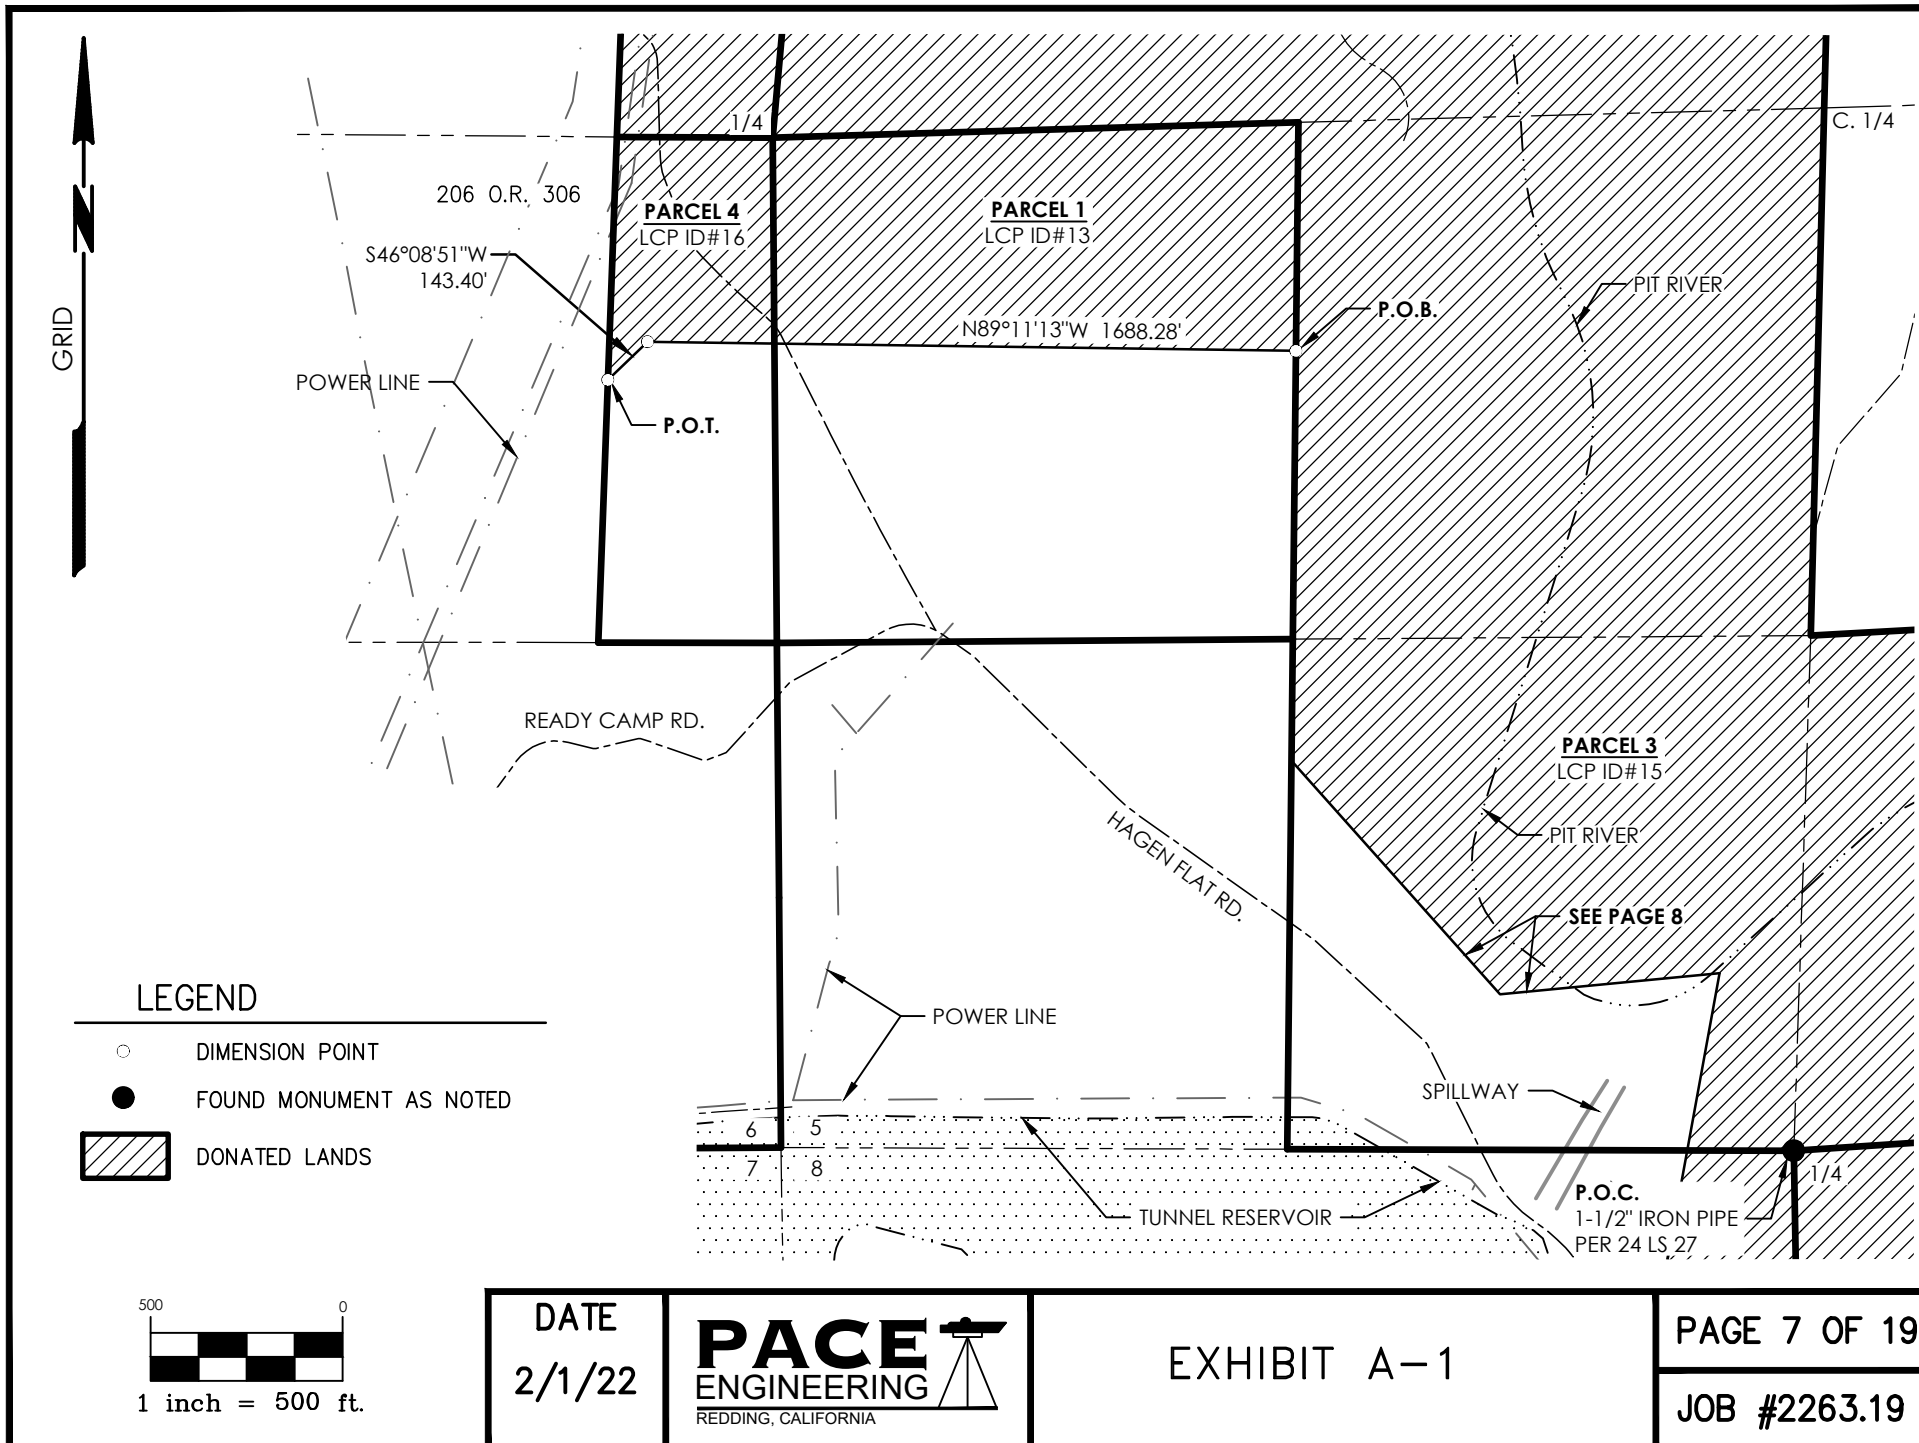 1/4
C. 1/4
206 O.R. 306
PARCEL 4
LCP ID#16
PARCEL 1
LCP ID#13
S46°08'51"W
143.40'
N
GRID
PIT RIVER
P.O.B.
N89°11'13"W 1688.28'
POWER LINE
P.O.T.
READY CAMP RD.
PARCEL 3
LCP ID#15
PIT RIVER
HAGEN FLAT RD.
SEE PAGE 8
LEGEND
DIMENSION POINT
FOUND MONUMENT AS NOTED
DONATED LANDS
POWER LINE
SPILLWAY
6 5
7 8
1/4
P.O.C.
1-1/2" IRON PIPE
PER 24 LS 27
TUNNEL RESERVOIR
500 0
1 inch = 500 ft.
DATE
2/1/22
PACE
ENGINEERING
REDDING, CALIFORNIA
EXHIBIT A-1
PAGE 7 OF 19
JOB #2263.19